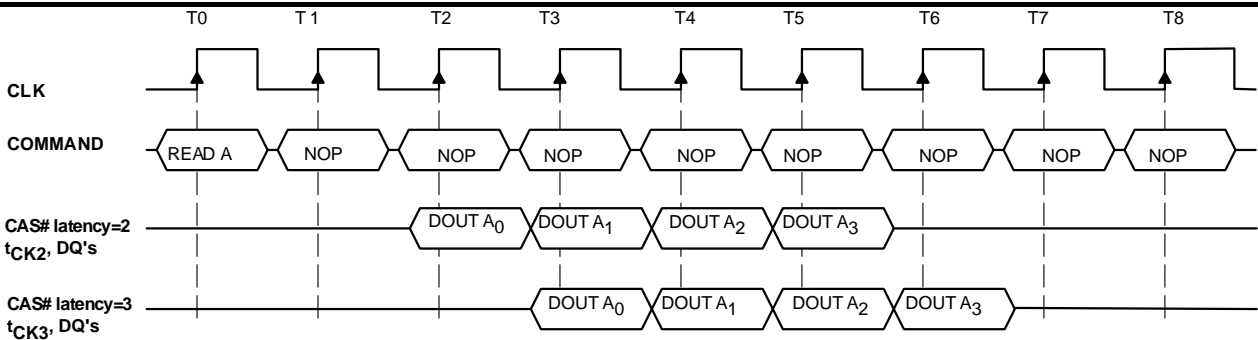 T0 T 1 T2 T3 T4 T5 T6 T7 T8
CLK
COMMAND READ A NOP NOP NOP NOP NOP NOP NOP NOP
CAS# latency=2 DOUT A0 DOUT A1 DOUT A2 DOUT A3
tCK2, DQ's
CAS# latency=3 DOUT A0 DOUT A1 DOUT A2 DOUT A3
tCK3, DQ's